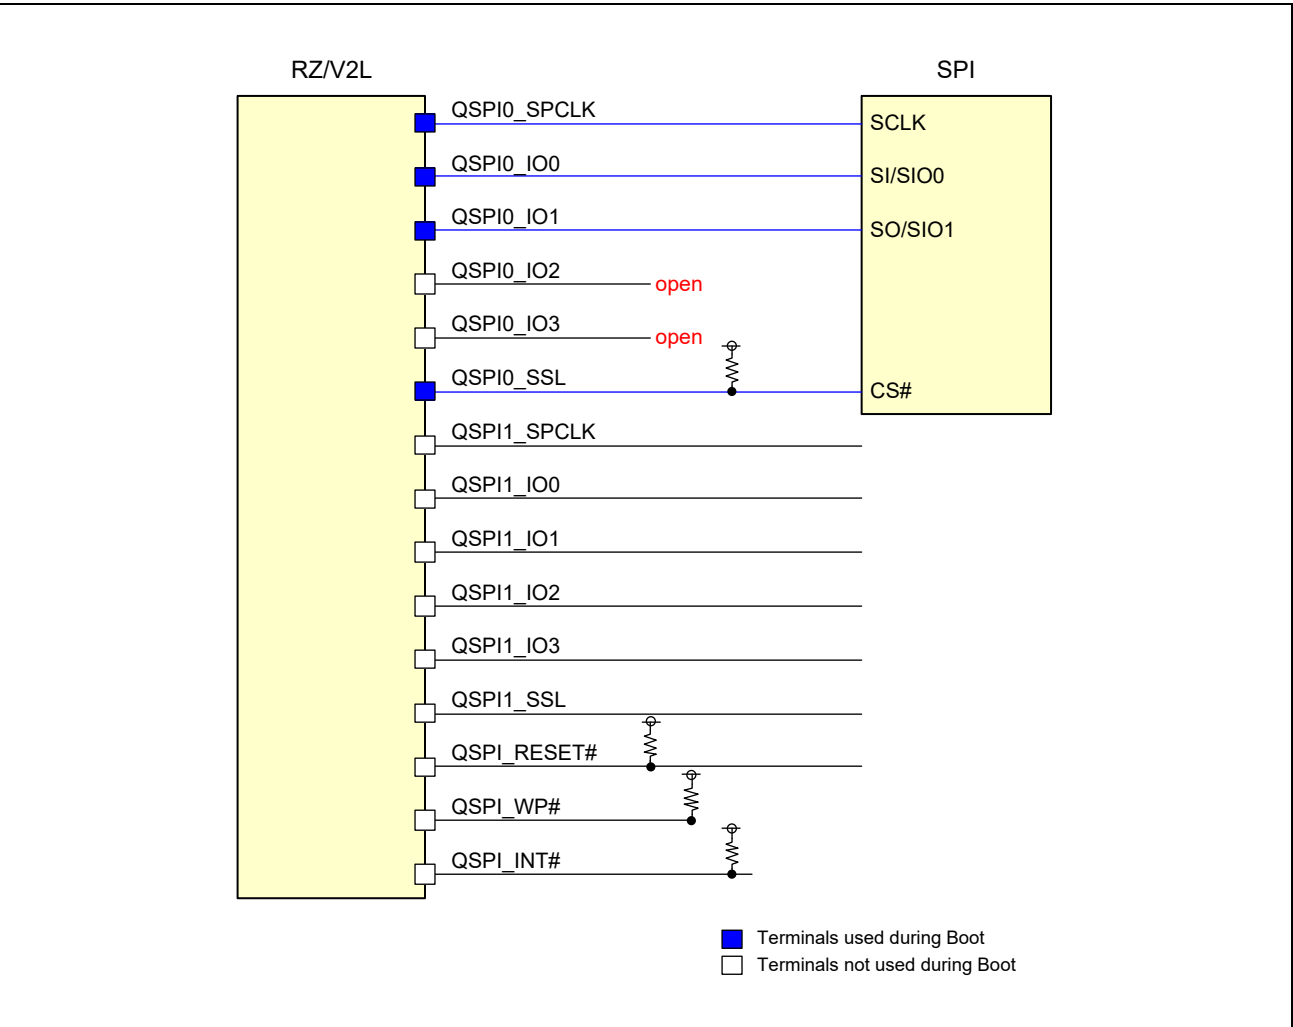 RZ/V2L
SPI
QSPI0_SPCLK
SCLK
QSPI0_IO0
SI/SIO0
QSPI0_IO1
SO/SIO1
QSPI0_IO2
open
QSPI0_IO3
open
QSPI0_SSL
CS#
QSPI1_SPCLK
QSPI1_IO0
QSPI1_IO1
QSPI1_IO2
QSPI1_IO3
QSPI1_SSL
QSPI_RESET#
QSPI_WP#
QSPI_INT#
Terminals used during Boot
Terminals not used during Boot